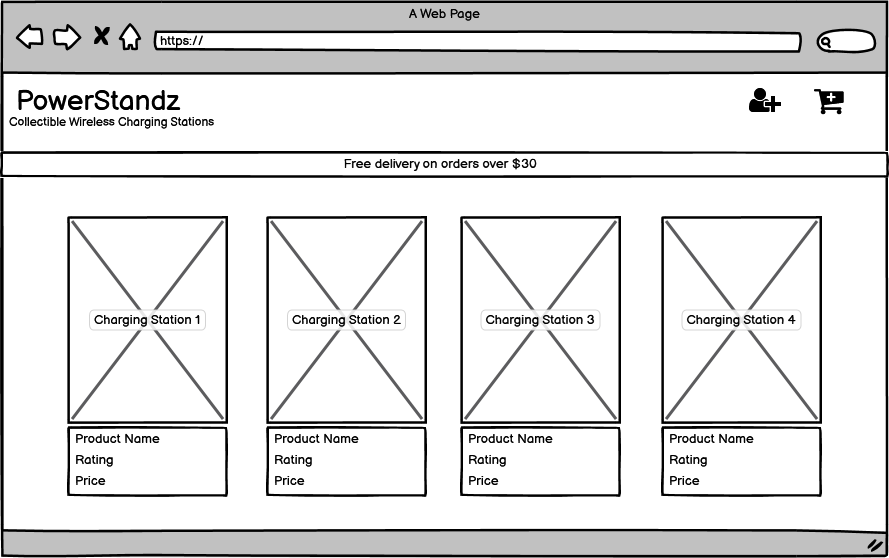 A Web Page
https://
PowerStandz
Collectible Wireless Charging Stations
Free delivery on orders over $30
Charging Station 1
Charging Station 2
Charging Station 3
Charging Station 4
Product Name
Rating
Price
Product Name
Rating
Price
Product Name
Rating
Price
Product Name
Rating
Price